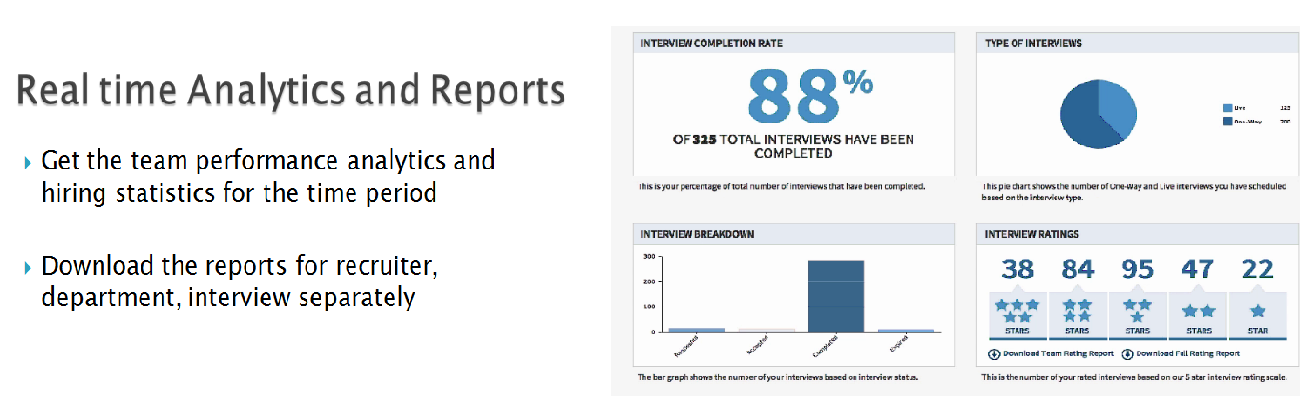 Real time Analytics and Reports
Get the team performance analytics and
hiring statistics for the time period
Download the reports for recruiter,
department, interview separately
INTERVIEW COMPLETION RATE
88%
OF 325 TOTAL INTERVIEWS HAVE BEEN
COMPLETED
This is your percentage of total number of interviews that have been completed.
TYPE OF INTERVIEWS
Live 125
One-Way 200
This pie chart shows the number of One-Way and Live interviews you have scheduled
based on the interview type.
INTERVIEW BREAKDOWN
300
200
100
0
Accepted
Completed
Expired
The bar graph shows the number of your interviews based on interview status.
INTERVIEW RATINGS
38 84 95 47 22
STARS STARS STARS STARS STAR
Download Team Rating Report Download Full Rating Report
This is the number of your rated interviews based on our 5 star interview rating scale.